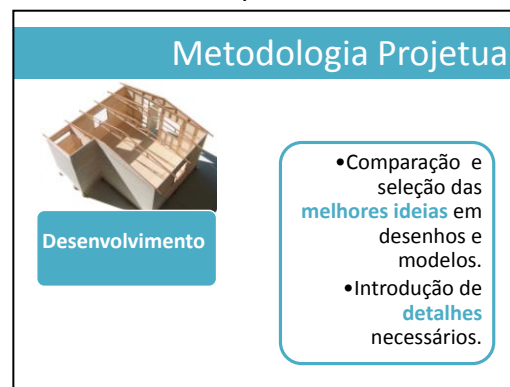 Metodologia Projetua
Desenvolvimento
•Comparação e
seleção das
melhores ideias em
desenhos e
modelos.
•Introdução de
detalhes
necessários.